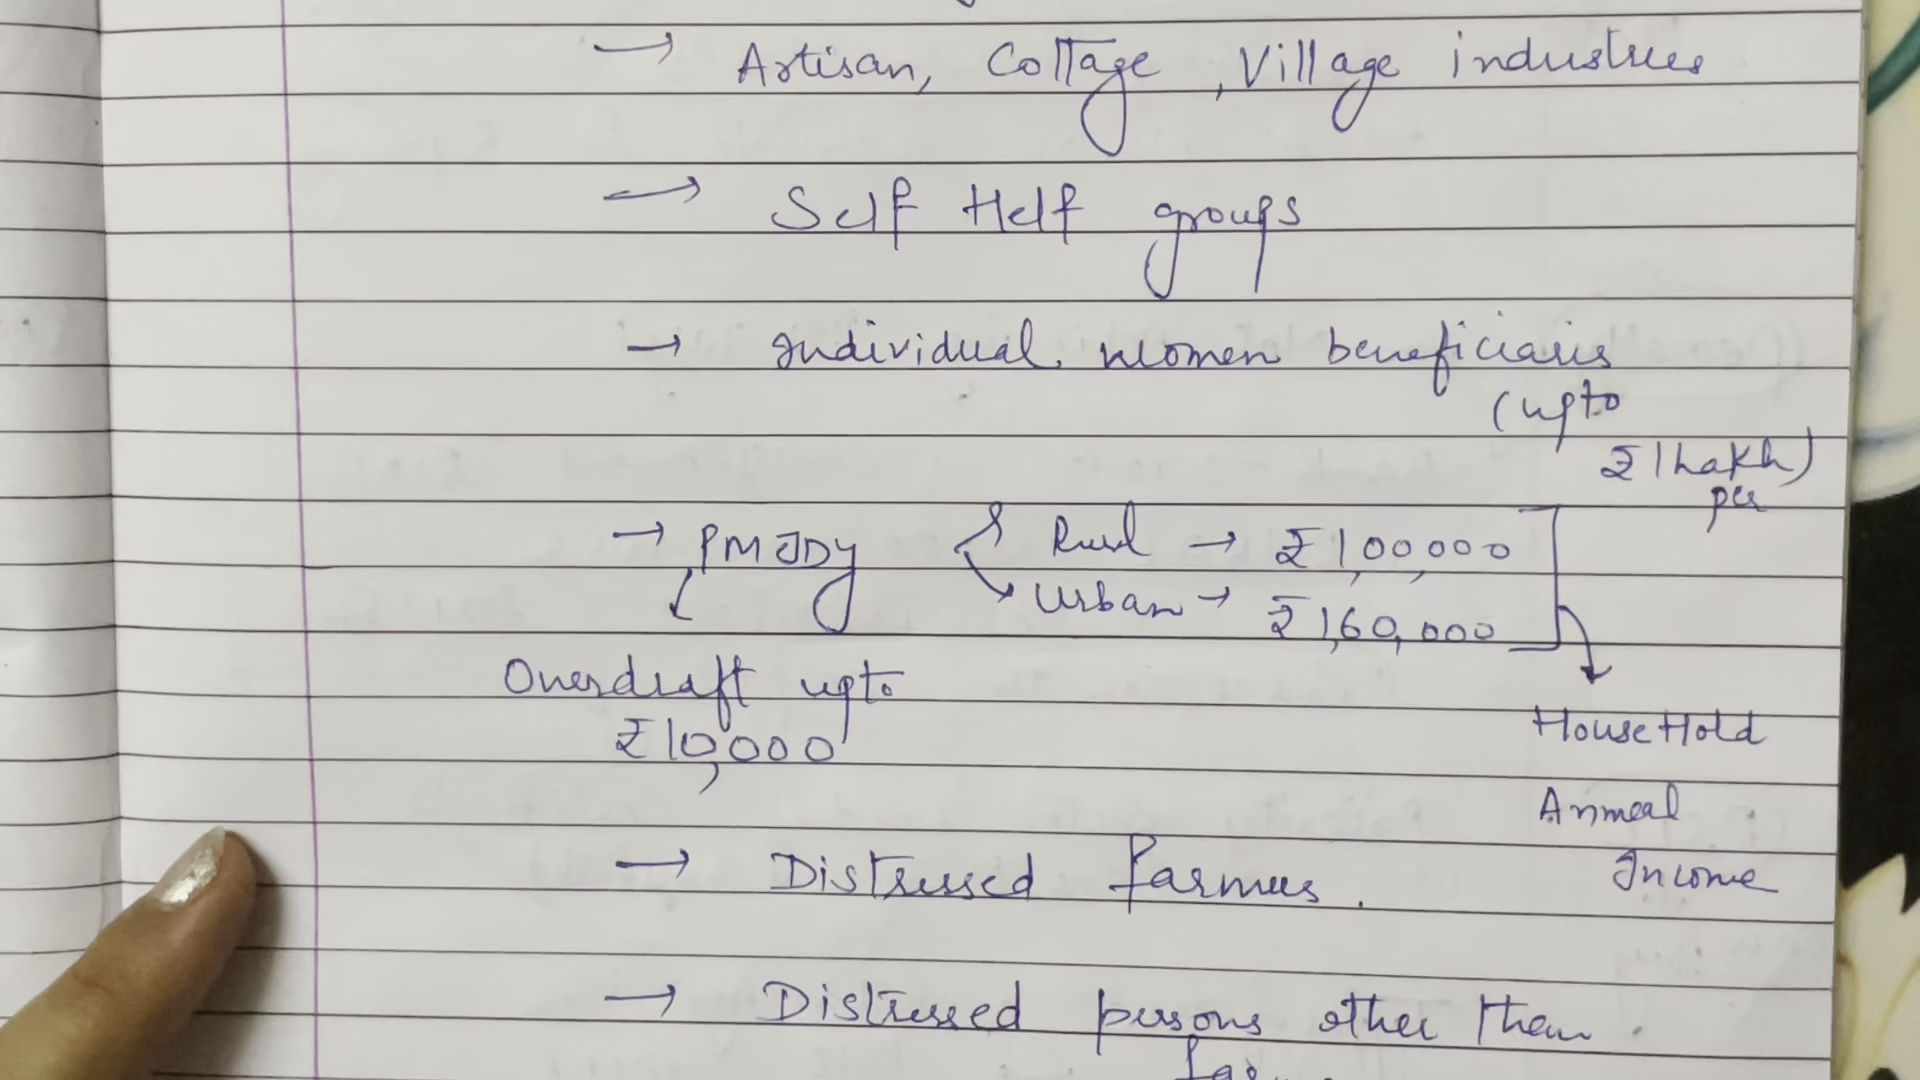 → Artisan, Cottage, Village industries
→ Self Help groups
→ Individual women beneficiaries
(upto
₹1 Lakh)
per
→ PMJDY Rural → ₹1,00,000
Urban → ₹1,60,000
Overdraft upto
₹10,000
HouseHold
Annual
Income
→ Distressed farmers.
→ Distressed persons other than